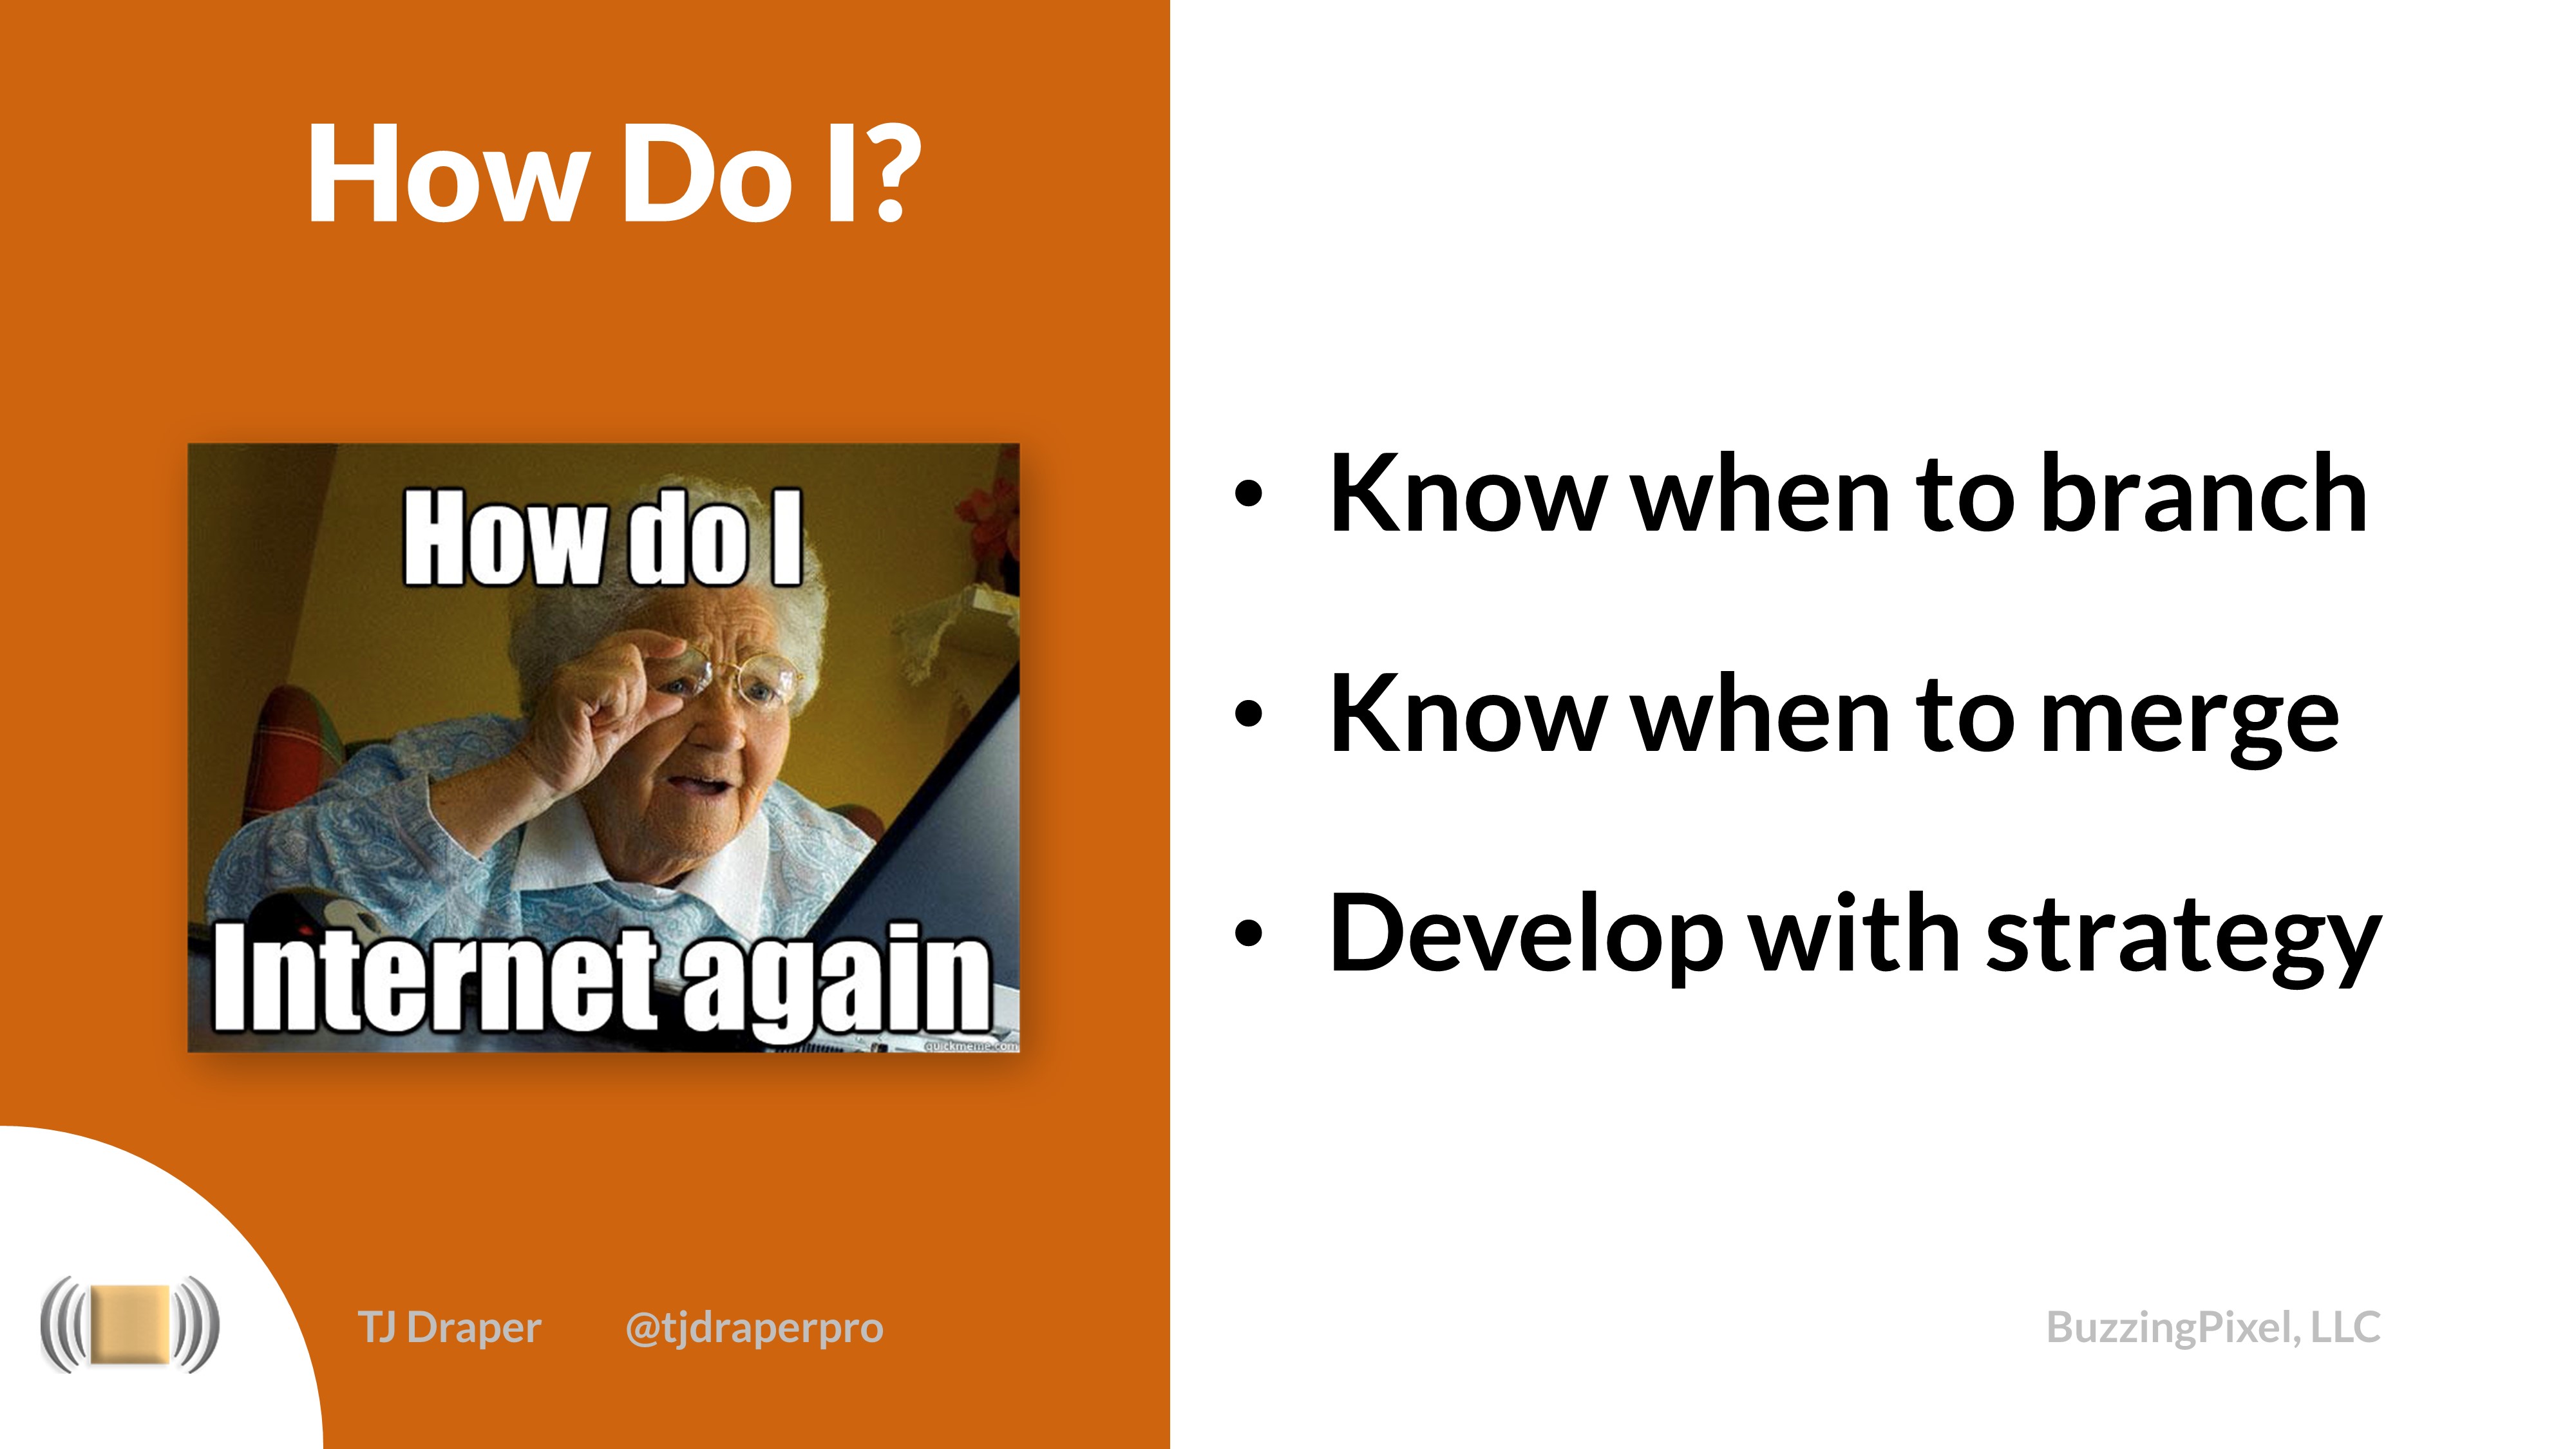 How Do I?
How do I
Internet again
quickmeme.com
• Know when to branch
• Know when to merge
• Develop with strategy
TJ Draper @tjdraperpro
BuzzingPixel, LLC